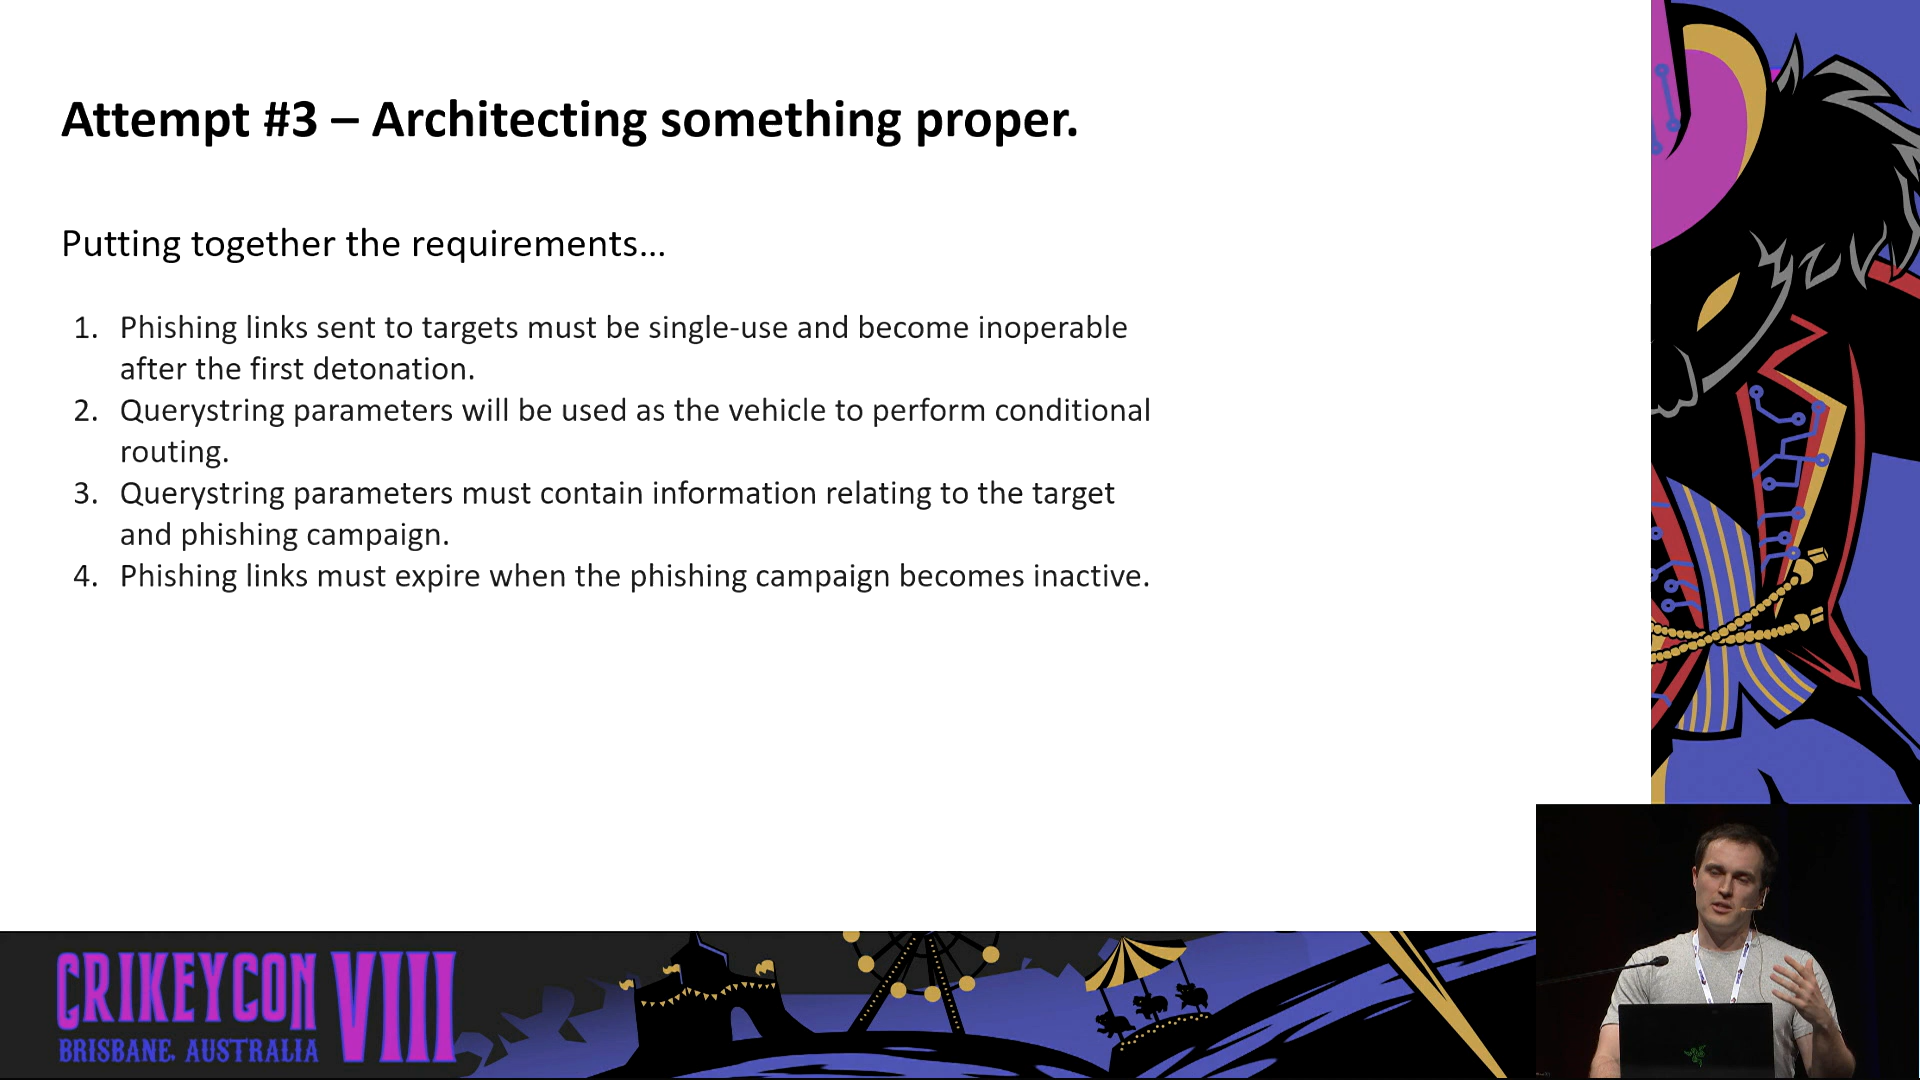 Attempt #3 – Architecting something proper.
Putting together the requirements...
1. Phishing links sent to targets must be single-use and become inoperable
after the first detonation.
2. Querystring parameters will be used as the vehicle to perform conditional
routing.
3. Querystring parameters must contain information relating to the target
and phishing campaign.
4. Phishing links must expire when the phishing campaign becomes inactive.
CRIKEYCON VIII
BRISBANE, AUSTRALIA